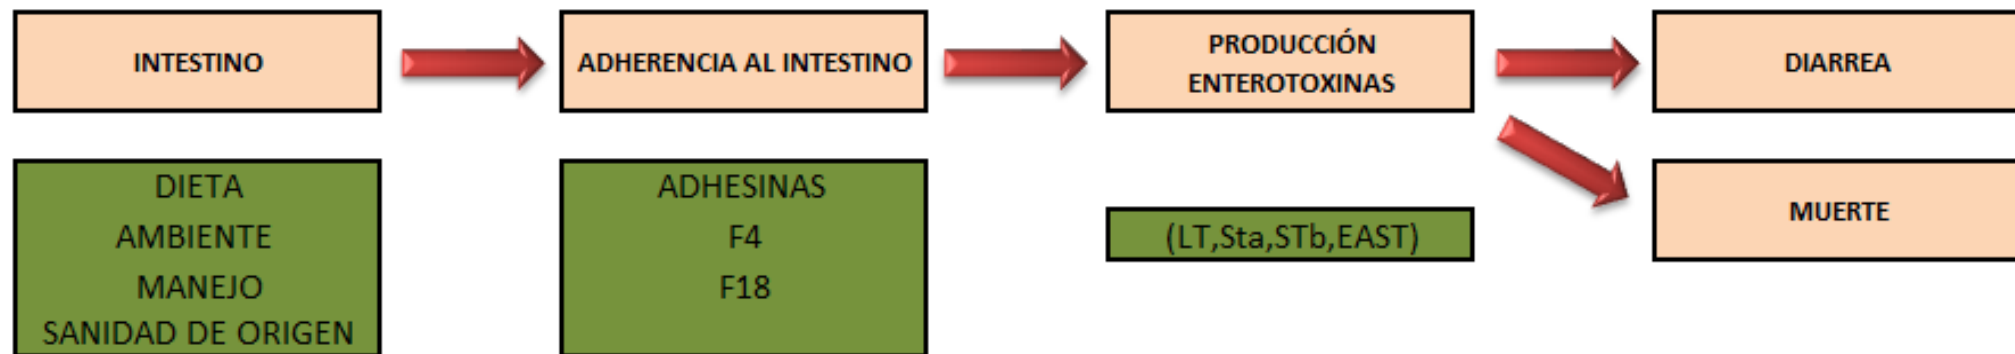 INTESTINO
ADHERENCIA AL INTESTINO
PRODUCCIÓN
ENTEROTOXINAS
DIARREA
DIETA
AMBIENTE
MANEJO
SANIDAD DE ORIGEN
ADHESINAS
F4
F18
(LT,Sta,STb,EAST)
MUERTE